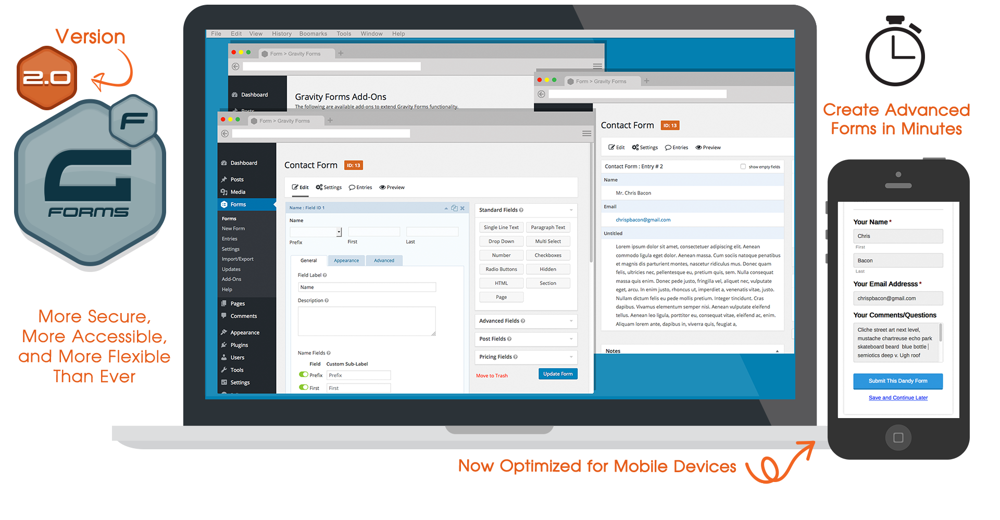 Version
2.0
F
FORMS
More Secure,
More Accessible,
and More Flexible
Than Ever
File Edit View History Boomarks Tools Window Help
Form > Gravity Forms
Dashboard
Posts
Gravity Forms Add-Ons
The following are available add-ons to extend Gravity Forms functionality.
Form > Gravity Forms
Dashboard
Posts
Media
Forms
Forms
New Form
Entries
Settings
Import/Export
Updates
Add-Ons
Help
Pages
Comments
Appearance
Plugins
Users
Tools
Settings
Contact Form ID: 13
Edit Settings Entries Preview
Name : Field ID 1
Name
Prefix First Last
General Appearance Advanced
Field Label
Name
Description
Name Fields
Field Custom Sub-Label
Prefix Prefix
First First
Standard Fields
Single Line Text Paragraph Text
Drop Down Multi Select
Number Checkboxes
Radio Buttons Hidden
HTML Section
Page
Advanced Fields
Post Fields
Pricing Fields
Move to Trash Update Form
Form > Gravity Forms
Contact Form ID: 13
Edit Settings Entries Preview
Contact Form : Entry # 2 show empty fields
Name
Mr. Chris Bacon
Email
chrispbacon@gmail.com
Untitled
Lorem ipsum dolor sit amet, consectetuer adipiscing elit. Aenean
commodo ligula eget dolor. Aenean massa. Cum sociis natoque penatibus
et magnis dis parturient montes, nascetur ridiculus mus. Donec quam
felis, ultricies nec, pellentesque eu, pretium quis, sem. Nulla consequat
massa quis enim. Donec pede justo, fringilla vel, aliquet nec, vulputate
eget, arcu. In enim justo, rhoncus ut, imperdiet a, venenatis vitae, justo.
Nullam dictum felis eu pede mollis pretium. Integer tincidunt. Cras
dapibus. Vivamus elementum semper nisi. Aenean vulputate eleifend
tellus. Aenean leo ligula, porttitor eu, consequat vitae, eleifend ac, enim.
Aliquam lorem ante, dapibus in, viverra quis, feugiat a,
Notes
Create Advanced
Forms in Minutes
Your Name *
Chris
First
Bacon
Last
Your Email Addresss *
chrispbacon@gmail.com
Your Comments/Questions
Cliche street art next level,
mustache chartreuse echo park
skateboard beard blue bottle
semiotics deep v. Ugh roof
Submit This Dandy Form
Save and Continue Later
Now Optimized for Mobile Devices